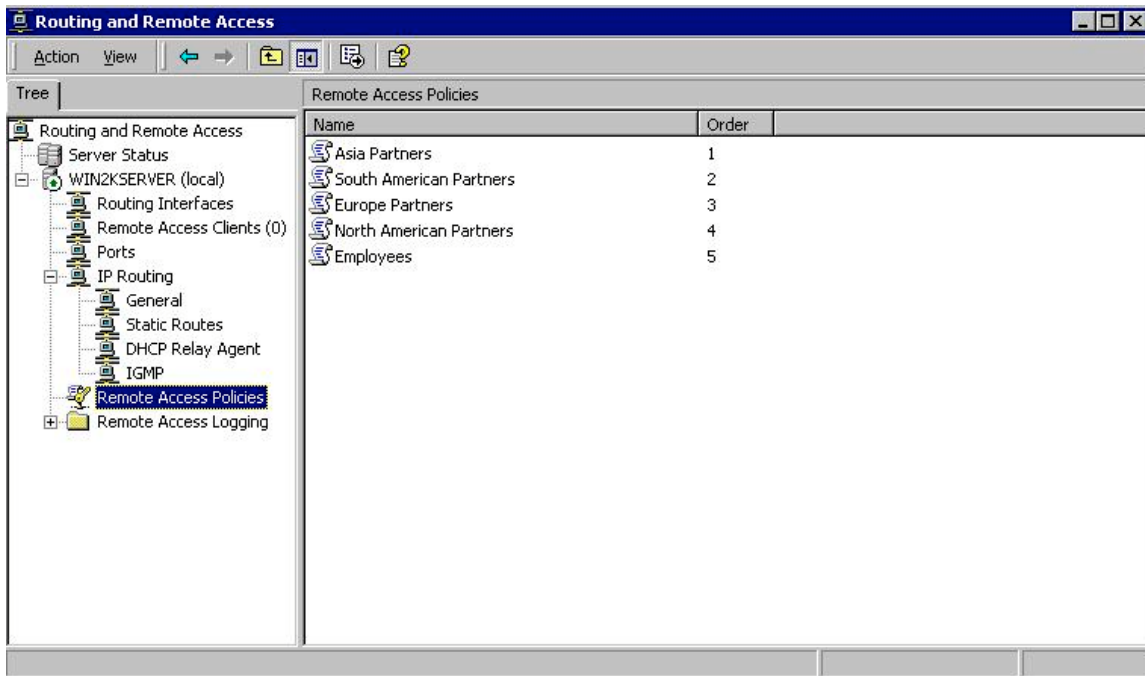 Routing and Remote Access
Action View
Tree
Routing and Remote Access
Server Status
WIN2KSERVER (local)
Routing Interfaces
Remote Access Clients (0)
Ports
IP Routing
General
Static Routes
DHCP Relay Agent
IGMP
Remote Access Policies
Remote Access Logging
Remote Access Policies
Name Order
Asia Partners 1
South American Partners 2
Europe Partners 3
North American Partners 4
Employees 5